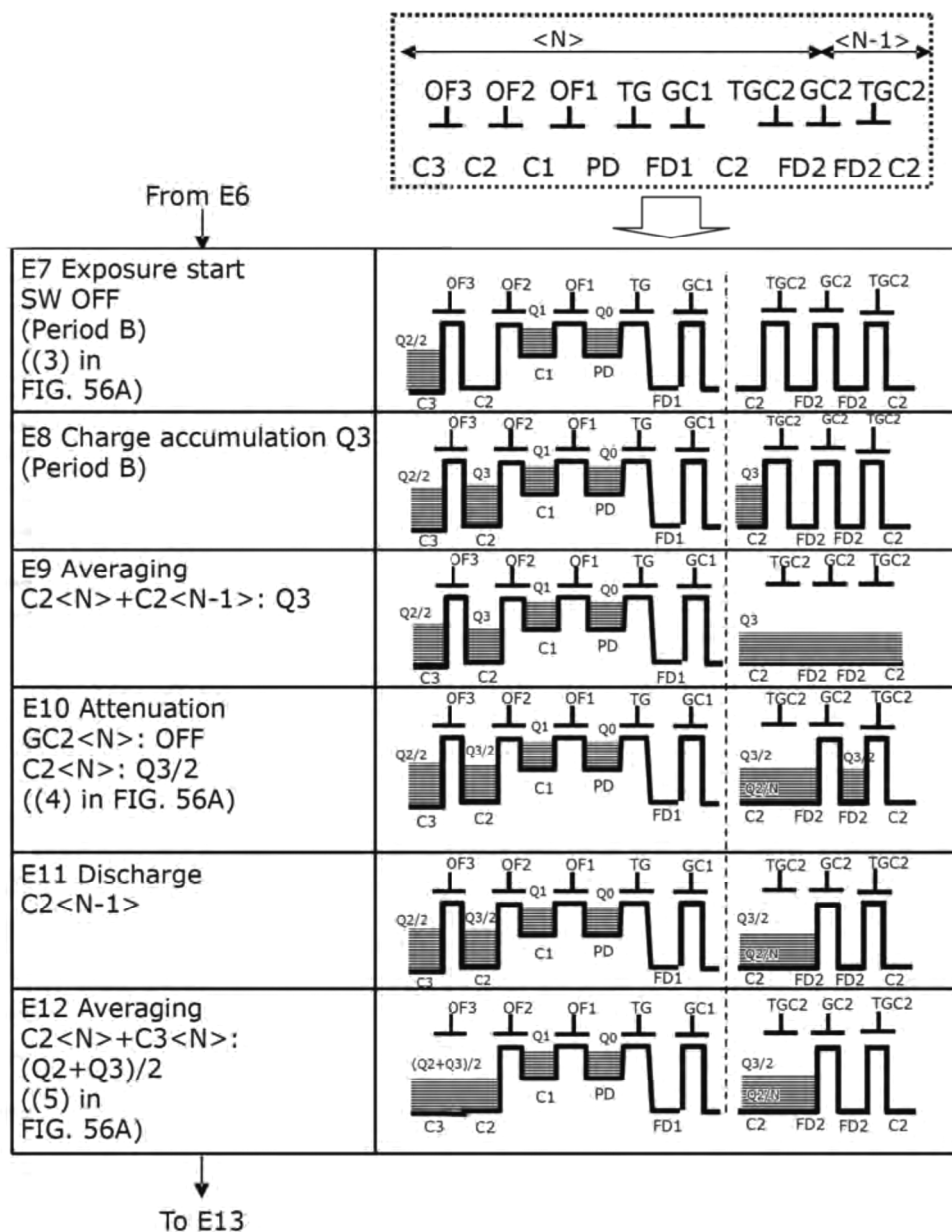 <N> <N-1>
OF3 OF2 OF1 TG GC1 TGC2 GC2 TGC2
C3 C2 C1 PD FD1 C2 FD2 FD2 C2
From E6
E7 Exposure start
SW OFF
(Period B)
((3) in
FIG. 56A)
OF3 OF2 OF1 TG GC1 TGC2 GC2 TGC2
Q1 Q0
Q2/2
C1 PD
C3 C2 FD1 C2 FD2 FD2 C2
E8 Charge accumulation Q3
(Period B)
OF3 OF2 OF1 TG GC1 TGC2 GC2 TGC2
Q1 Q0
Q2/2 Q3 Q3
C1 PD
C3 C2 FD1 C2 FD2 FD2 C2
E9 Averaging
C2<N>+C2<N-1>: Q3
OF3 OF2 OF1 TG GC1 TGC2 GC2 TGC2
Q1 Q0
Q2/2 Q3 Q3
C1 PD
C3 C2 FD1 C2 FD2 FD2 C2
E10 Attenuation
GC2<N>: OFF
C2<N>: Q3/2
((4) in FIG. 56A)
OF3 OF2 OF1 TG GC1 TGC2 GC2 TGC2
Q1 Q0
Q2/2 Q3/2 Q3/2 Q3/2
Q2/N
C1 PD
C3 C2 FD1 C2 FD2 FD2 C2
E11 Discharge
C2<N-1>
OF3 OF2 OF1 TG GC1 TGC2 GC2 TGC2
Q1 Q0
Q2/2 Q3/2 Q3/2
Q2/N
C1 PD
C3 C2 FD1 C2 FD2 FD2 C2
E12 Averaging
C2<N>+C3<N>:
(Q2+Q3)/2
((5) in
FIG. 56A)
OF3 OF2 OF1 TG GC1 TGC2 GC2 TGC2
Q1 Q0
(Q2+Q3)/2 Q3/2
Q2/N
C1 PD
C3 C2 FD1 C2 FD2 FD2 C2
To E13